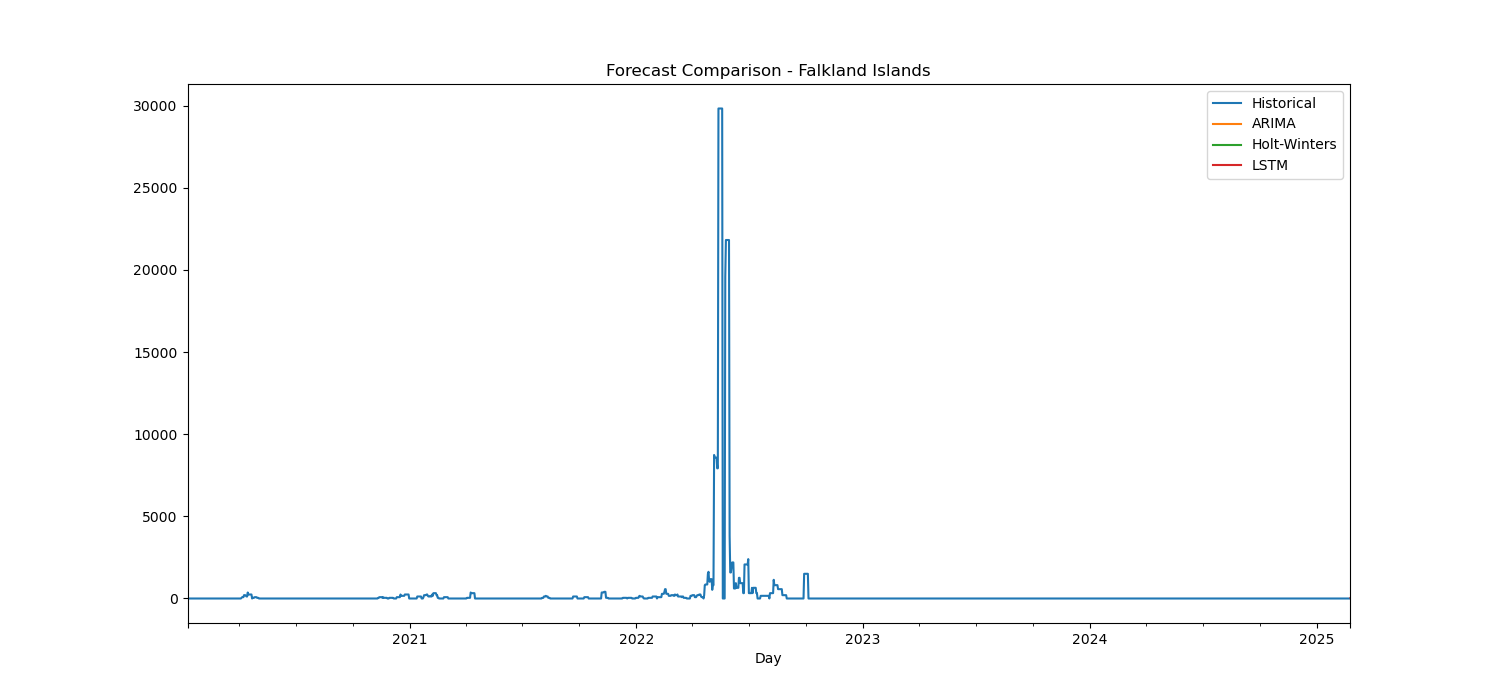 Forecast Comparison - Falkland Islands
30000
25000
20000
15000
10000
5000
0
Historical
ARIMA
Holt-Winters
LSTM
2021
2022
2023
2024
2025
Day